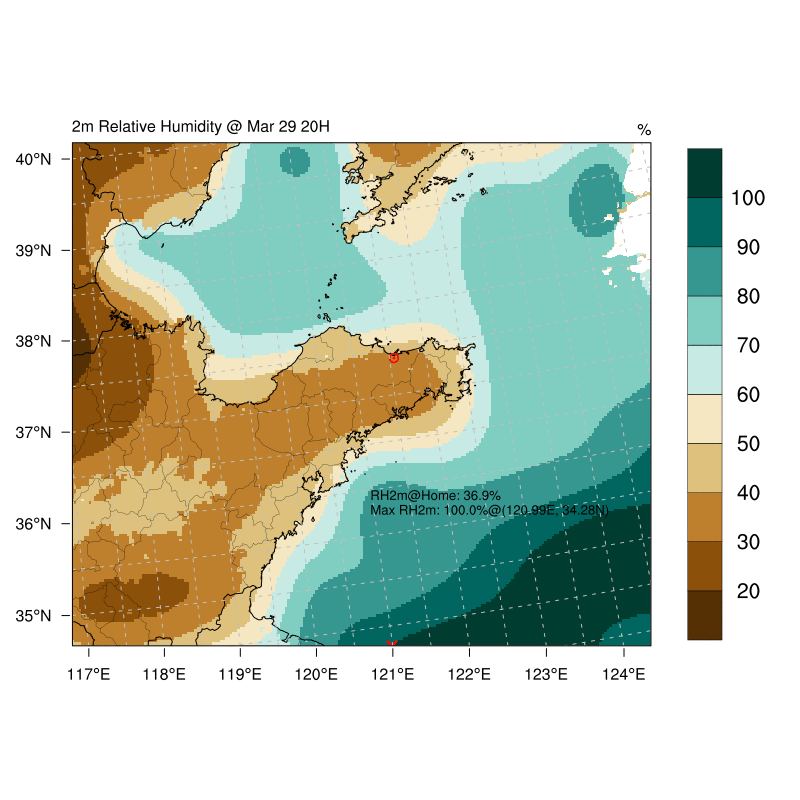 2m Relative Humidity @ Mar 29 20H
%
40°N
39°N
38°N
37°N
36°N
35°N
117°E
118°E
119°E
120°E
121°E
122°E
123°E
124°E
RH2m@Home: 36.9%
Max RH2m: 100.0%@(120.99E, 34.28N)
100
90
80
70
60
50
40
30
20